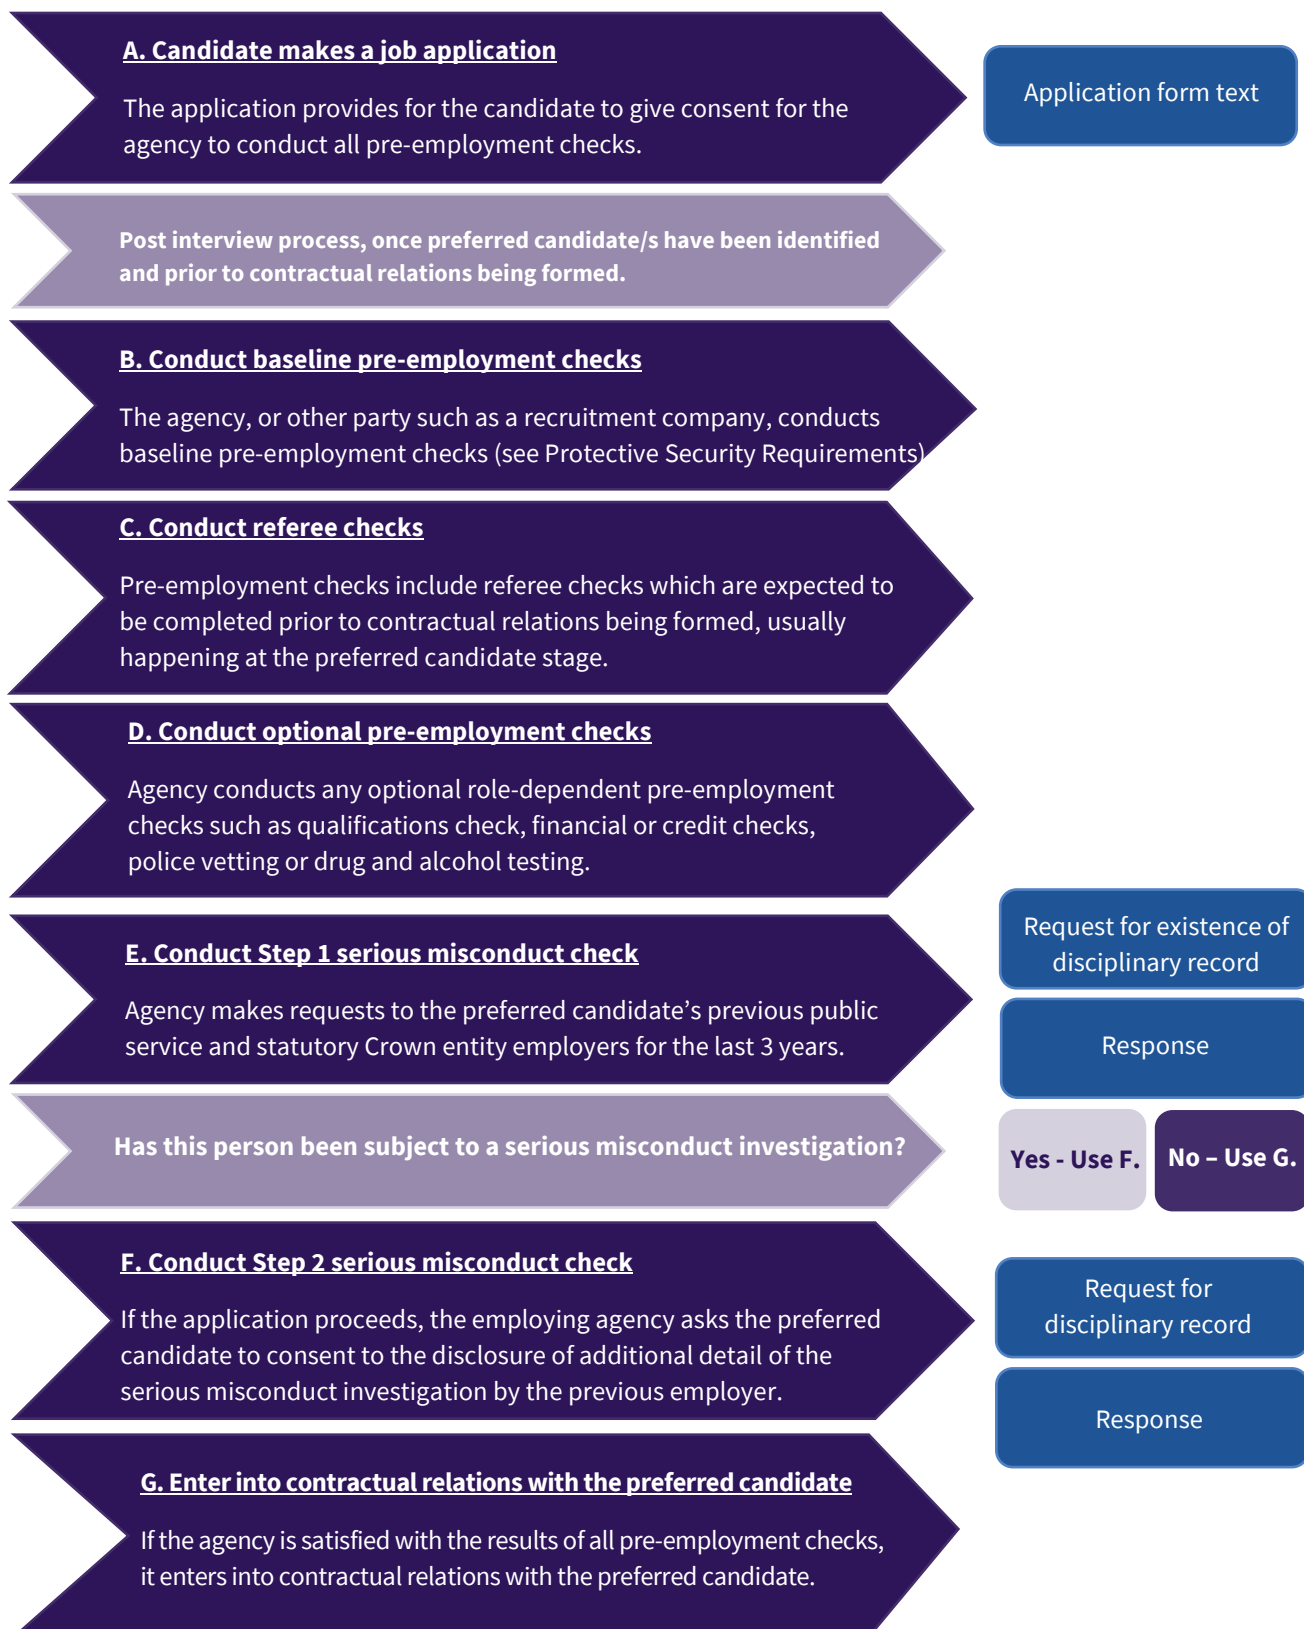 A. Candidate makes a job application
The application provides for the candidate to give consent for the
agency to conduct all pre-employment checks.
Application form text
Post interview process, once preferred candidate/s have been identified
and prior to contractual relations being formed.
B. Conduct baseline pre-employment checks
The agency, or other party such as a recruitment company, conducts
baseline pre-employment checks (see Protective Security Requirements)
C. Conduct referee checks
Pre-employment checks include referee checks which are expected to
be completed prior to contractual relations being formed, usually
happening at the preferred candidate stage.
D. Conduct optional pre-employment checks
Agency conducts any optional role-dependent pre-employment
checks such as qualifications check, financial or credit checks,
police vetting or drug and alcohol testing.
E. Conduct Step 1 serious misconduct check
Agency makes requests to the preferred candidate’s previous public
service and statutory Crown entity employers for the last 3 years.
Request for existence of
disciplinary record
Response
Has this person been subject to a serious misconduct investigation?
Yes - Use F.
No – Use G.
F. Conduct Step 2 serious misconduct check
If the application proceeds, the employing agency asks the preferred
candidate to consent to the disclosure of additional detail of the
serious misconduct investigation by the previous employer.
Request for
disciplinary record
Response
G. Enter into contractual relations with the preferred candidate
If the agency is satisfied with the results of all pre-employment checks,
it enters into contractual relations with the preferred candidate.